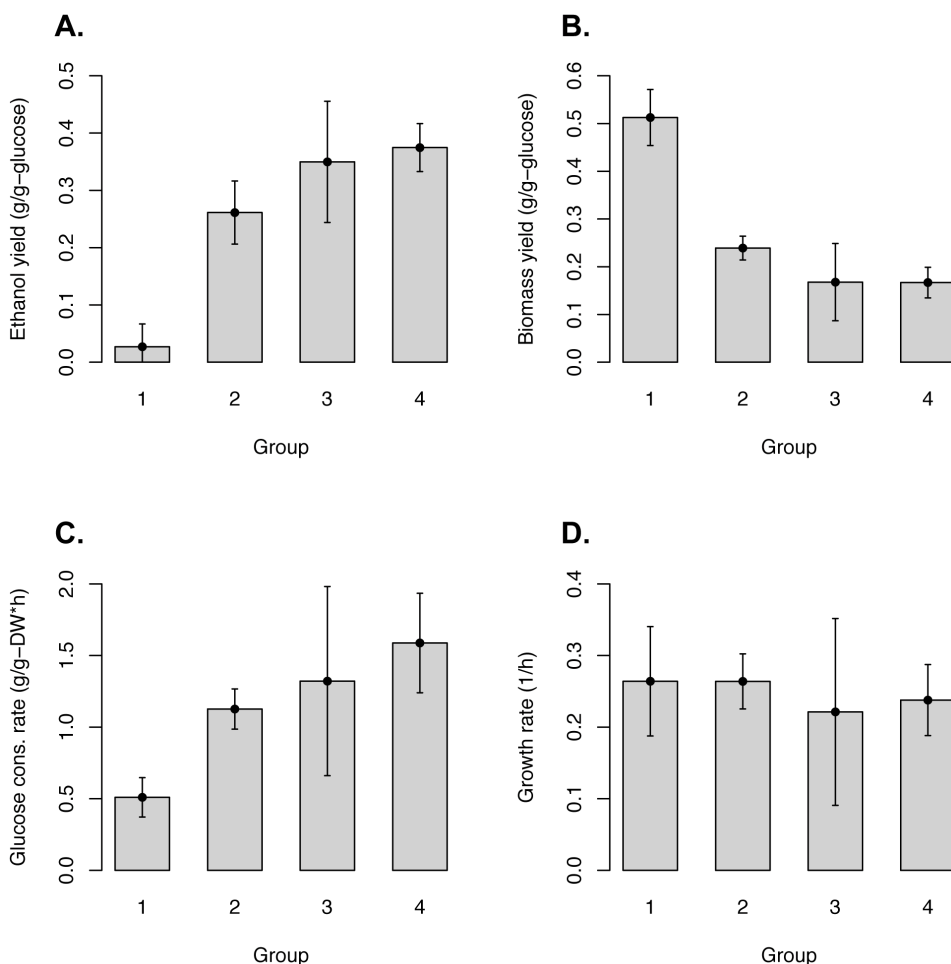 A.
Ethanol yield (g/g−glucose)
0.0 0.1 0.2 0.3 0.4 0.5
1 2 3 4
Group
B.
Biomass yield (g/g−glucose)
0.0 0.1 0.2 0.3 0.4 0.5 0.6
1 2 3 4
Group
C.
Glucose cons. rate (g/g−DW*h)
0.0 0.5 1.0 1.5 2.0
1 2 3 4
Group
D.
Growth rate (1/h)
0.0 0.1 0.2 0.3 0.4
1 2 3 4
Group